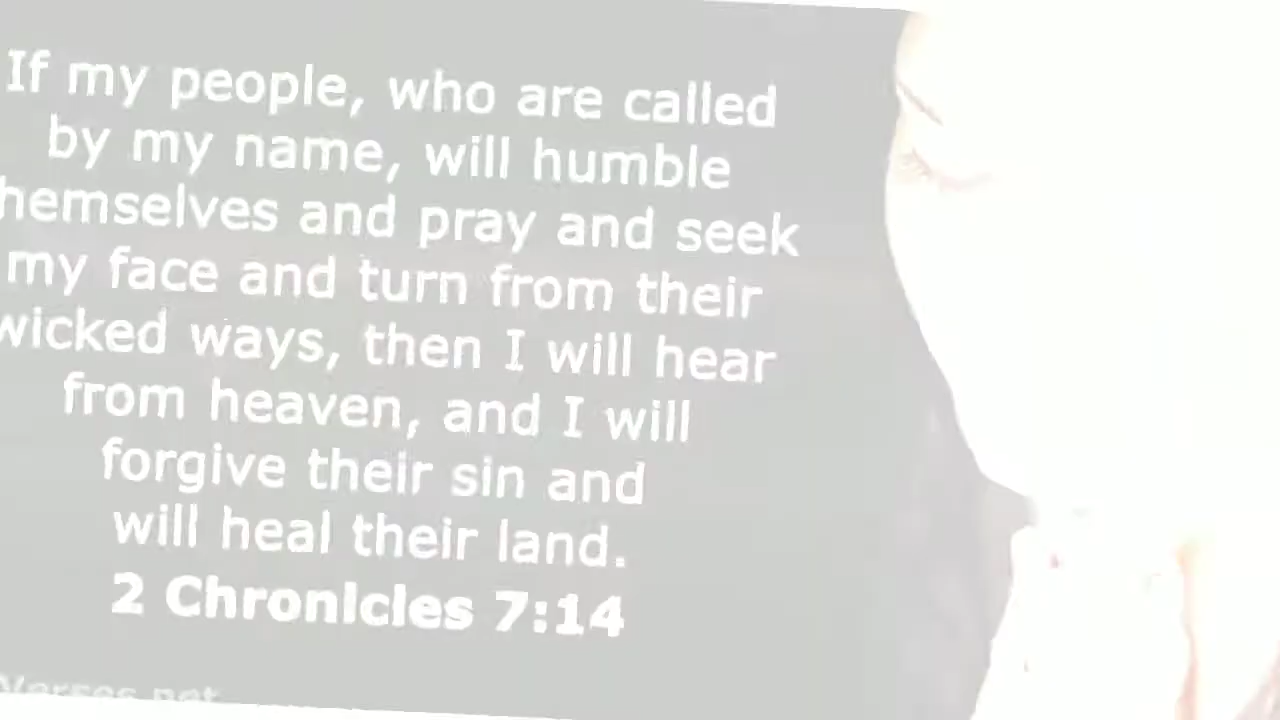 If my people, who are called
by my name, will humble
hemselves and pray and seek
my face and turn from their
wicked ways, then I will hear
from heaven, and I will
forgive their sin and
will heal their land.
2 Chronicles 7:14
Verses.net